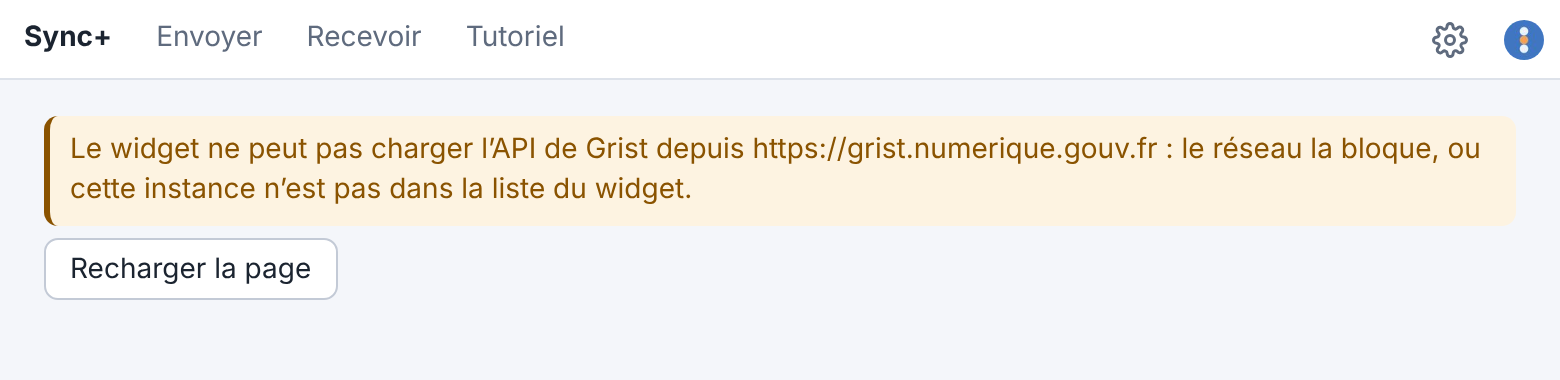 Sync+ Envoyer Recevoir Tutoriel
Le widget ne peut pas charger l’API de Grist depuis https://grist.numerique.gouv.fr : le réseau la bloque, ou
cette instance n’est pas dans la liste du widget.
Recharger la page